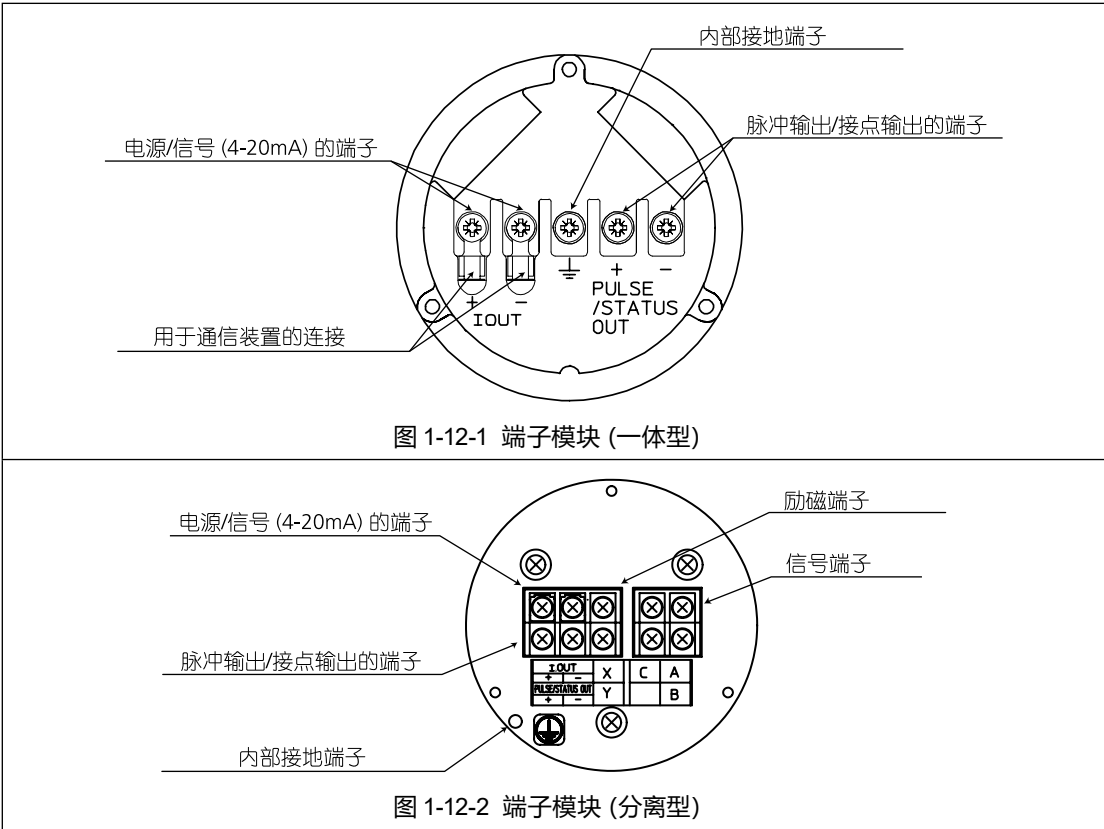 内部接地端子
脉冲输出/接点输出的端子
电源/信号 (4-20mA) 的端子
+ -
PULSE
/STATUS
OUT
+ -
IOUT
用于通信装置的连接
图 1-12-1 端子模块 (一体型)
励磁端子
电源/信号 (4-20mA) 的端子
信号端子
脉冲输出/接点输出的端子
I.OUT X C A
+ -
PULSE/STATUS OUT Y B
+ -
内部接地端子
图 1-12-2 端子模块 (分离型)